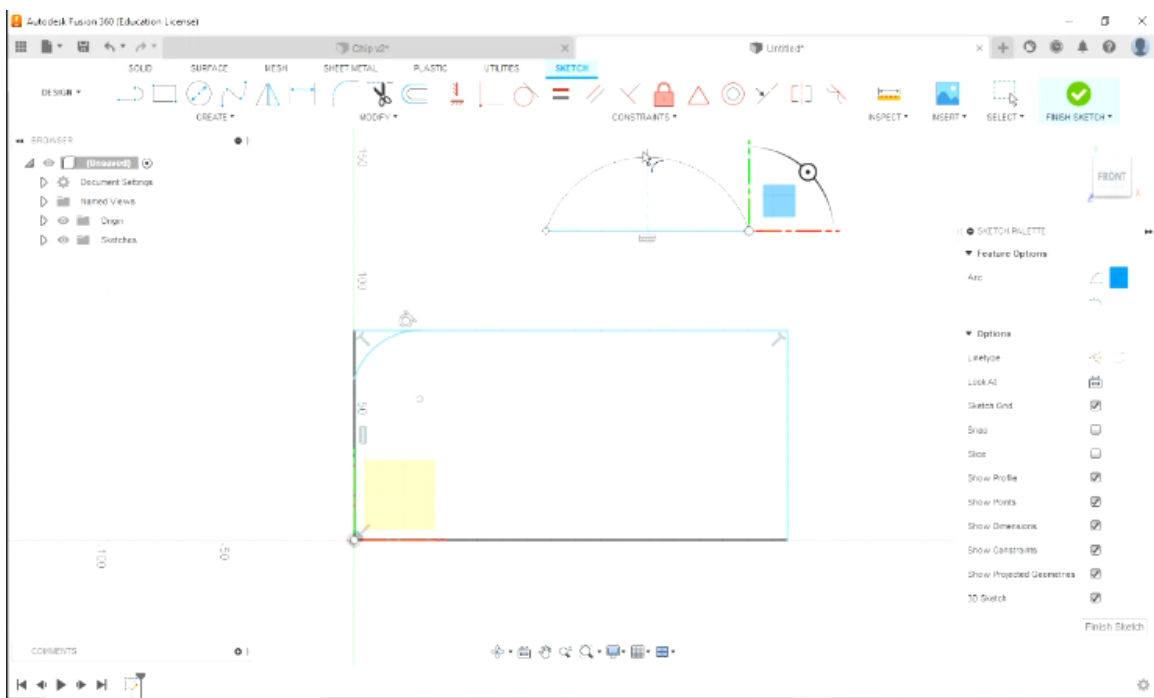 Autodesk Fusion 360 (Education License)
Chip v2*
Untitled*
SOLID SURFACE MESH SHEET METAL PLASTIC UTILITIES SKETCH
DESIGN
CREATE MODIFY CONSTRAINTS INSPECT INSERT SELECT FINISH SKETCH
BROWSER
(Unsaved)
Document Settings
Named Views
Origin
Sketches
150
100
50
-100
-50
FRONT
SKETCH PALETTE
Feature Options
Arc
Options
Linetype
Look At
Sketch Grid
Snap
Slice
Show Profile
Show Points
Show Dimensions
Show Constraints
Show Projected Geometries
3D Sketch
Finish Sketch
COMMENTS